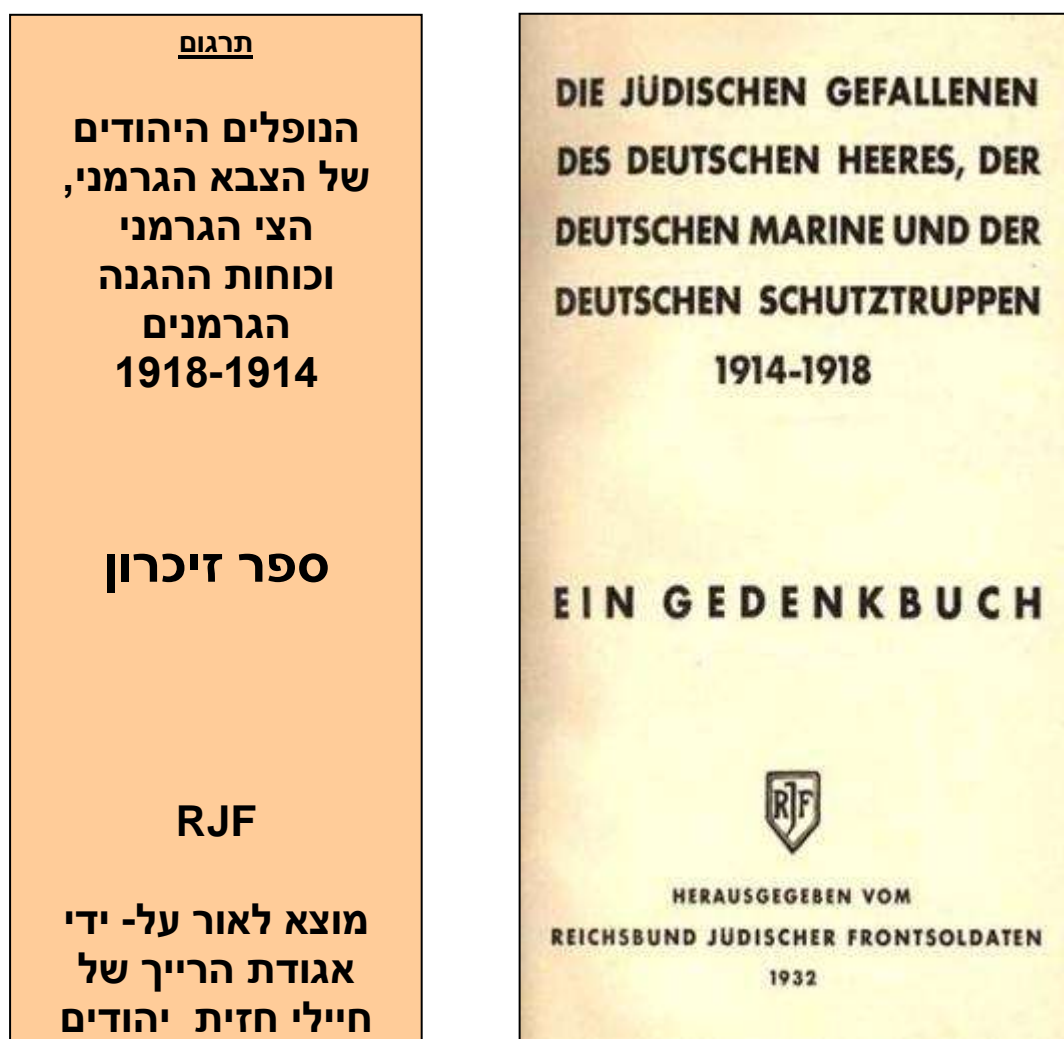 תרגום
הנופלים היהודים
של הצבא הגרמני,
הצי הגרמני
וכוחות ההגנה
הגרמנים
1918-1914
ספר זיכרון
RJF
מוצא לאור על- ידי
אגודת הרייך של
חיילי חזית יהודים
DIE JÜDISCHEN GEFALLENEN
DES DEUTSCHEN HEERES, DER
DEUTSCHEN MARINE UND DER
DEUTSCHEN SCHUTZTRUPPEN
1914-1918
EIN GEDENKBUCH
RJF
HERAUSGEGEBEN VOM
REICHSBUND JÜDISCHER FRONTSOLDATEN
1932